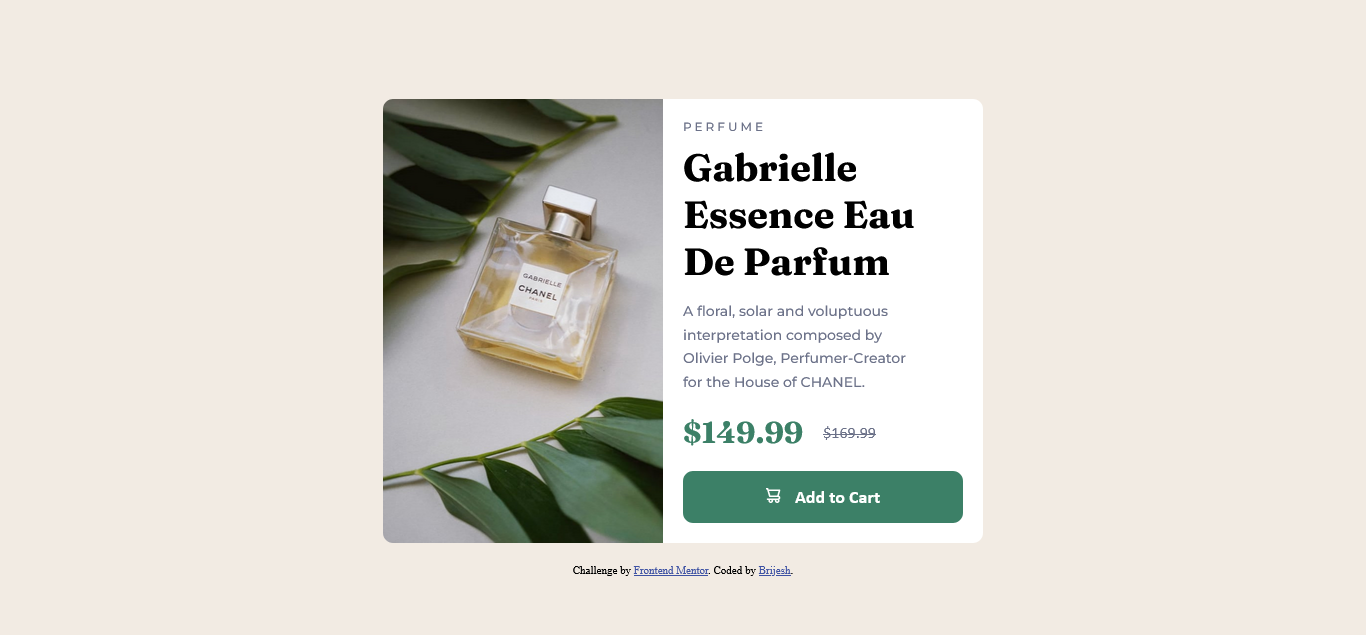 PERFUME
Gabrielle
Essence Eau
De Parfum
GABRIELLE
CHANEL
PARIS
A floral, solar and voluptuous
interpretation composed by
Olivier Polge, Perfumer-Creator
for the House of CHANEL.
$149.99 $169.99
Add to Cart
Challenge by Frontend Mentor. Coded by Brijesh.